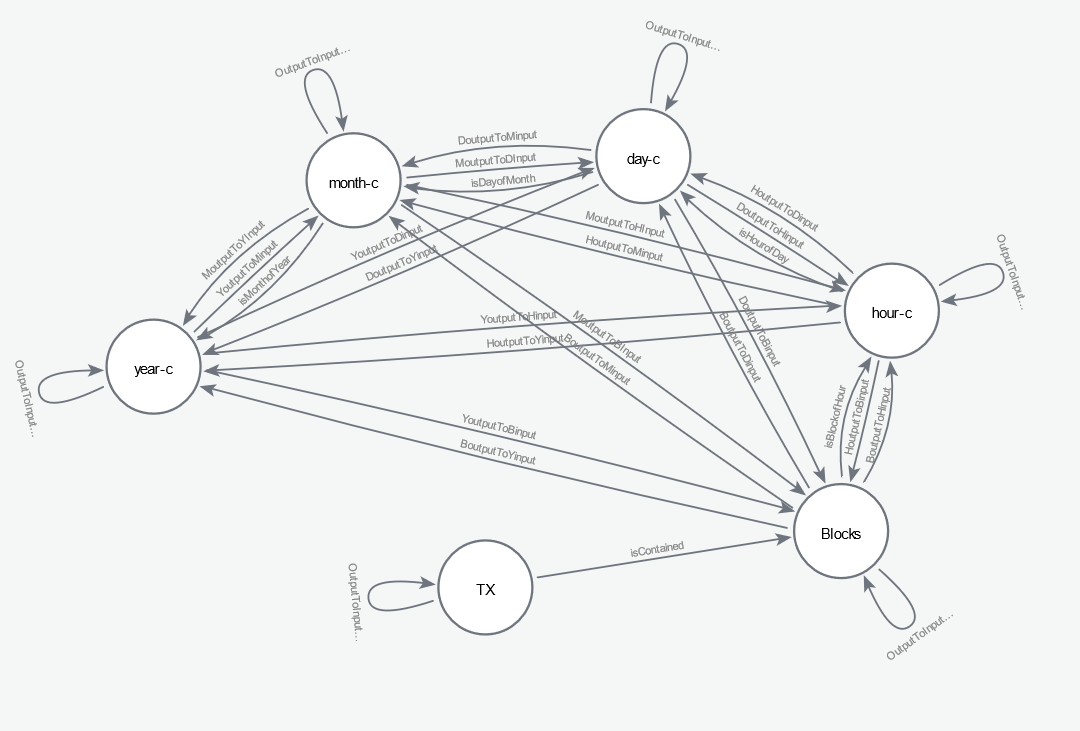 OutputToInput...
OutputToInput...
month-c
day-c
DoutputToMinput
MoutputToDInput
isDayofMonth
HoutputToDinput
DoutputToHinput
isHourofDay
MoutputToHInput
HoutputToMinput
MoutputToYInput
YoutputToMinput
isMonthofYear
YoutputToDinput
DoutputToYinput
OutputToInput...
hour-c
YoutputToHinput
HoutputToYinput
MoutputToBInput
BoutputToMinput
DoutputToBinput
BoutputToDinput
year-c
OutputToInput...
isBlockofHour
HoutputToBinput
BoutputToHinput
YoutputToBinput
BoutputToYinput
Blocks
isContained
TX
OutputToInput...
OutputToInput...